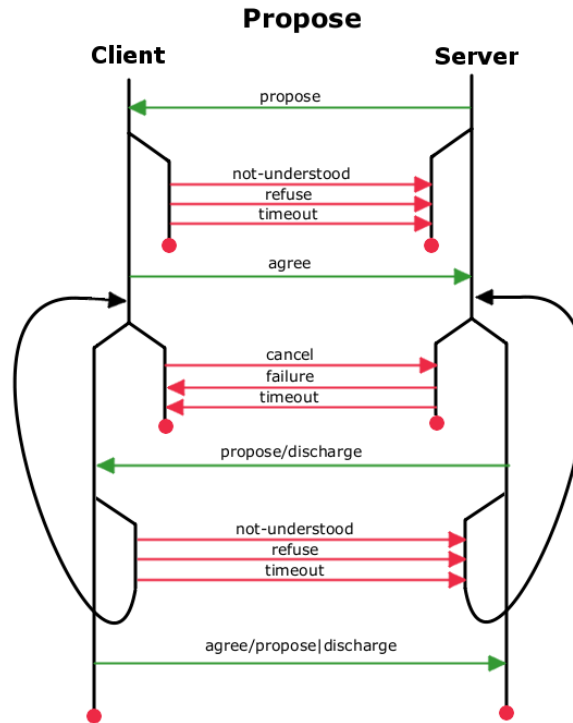 Propose
Client
Server
propose
not-understood
refuse
timeout
agree
cancel
failure
timeout
propose/discharge
not-understood
refuse
timeout
agree/propose|discharge